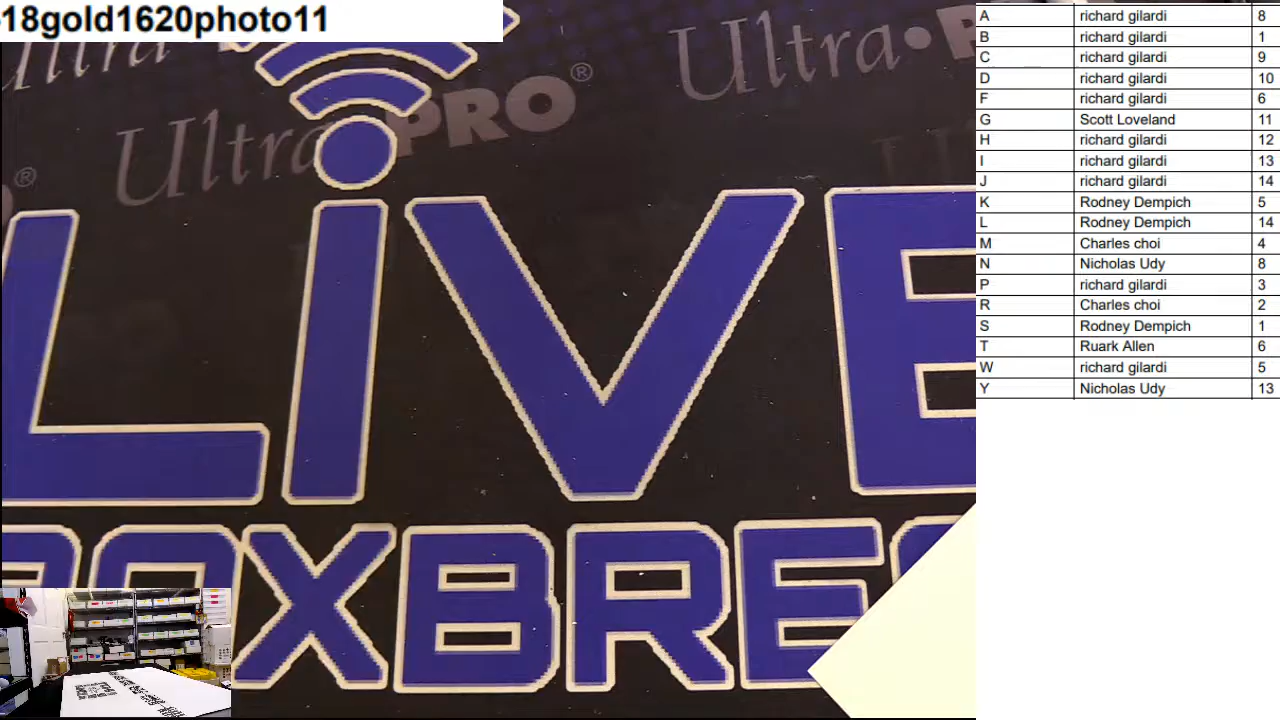 18gold1620photo11
Ultra
Ultra PRO®
Ultra•P
®
LiVE
BOXBRE
A richard gilardi 8
B richard gilardi 1
C richard gilardi 9
D richard gilardi 10
F richard gilardi 6
G Scott Loveland 11
H richard gilardi 12
I richard gilardi 13
J richard gilardi 14
K Rodney Dempich 5
L Rodney Dempich 14
M Charles choi 4
N Nicholas Udy 8
P richard gilardi 3
R Charles choi 2
S Rodney Dempich 1
T Ruark Allen 6
W richard gilardi 5
Y Nicholas Udy 13